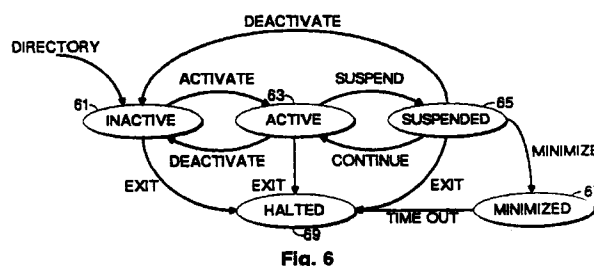 DEACTIVATE
DIRECTORY
ACTIVATE
SUSPEND
61
63
65
INACTIVE
ACTIVE
SUSPENDED
DEACTIVATE
CONTINUE
MINIMIZE
EXIT
EXIT
EXIT
6
HALTED
TIME OUT
MINIMIZED
69
Fig. 6